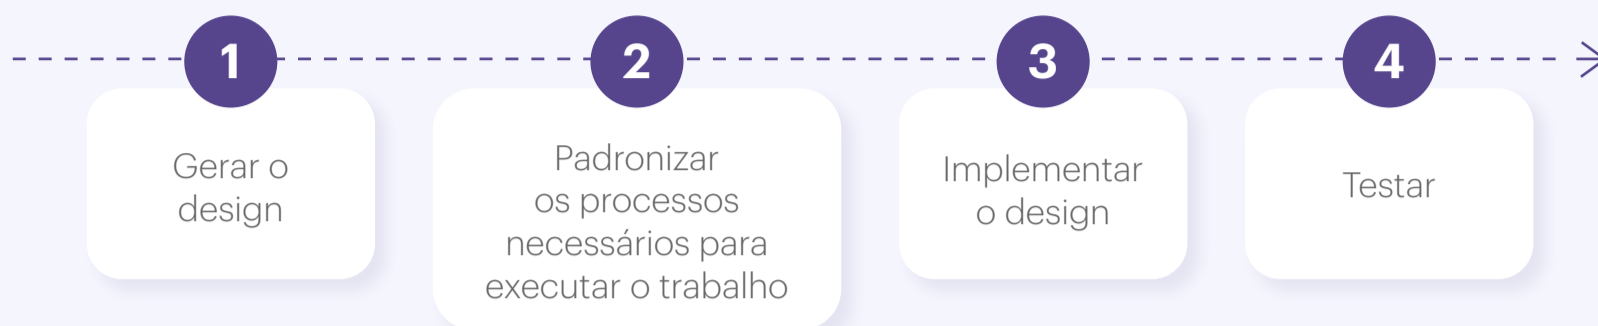 1
Gerar o
design
2
Padronizar
os processos
necessários para
executar o trabalho
3
Implementar
o design
4
Testar